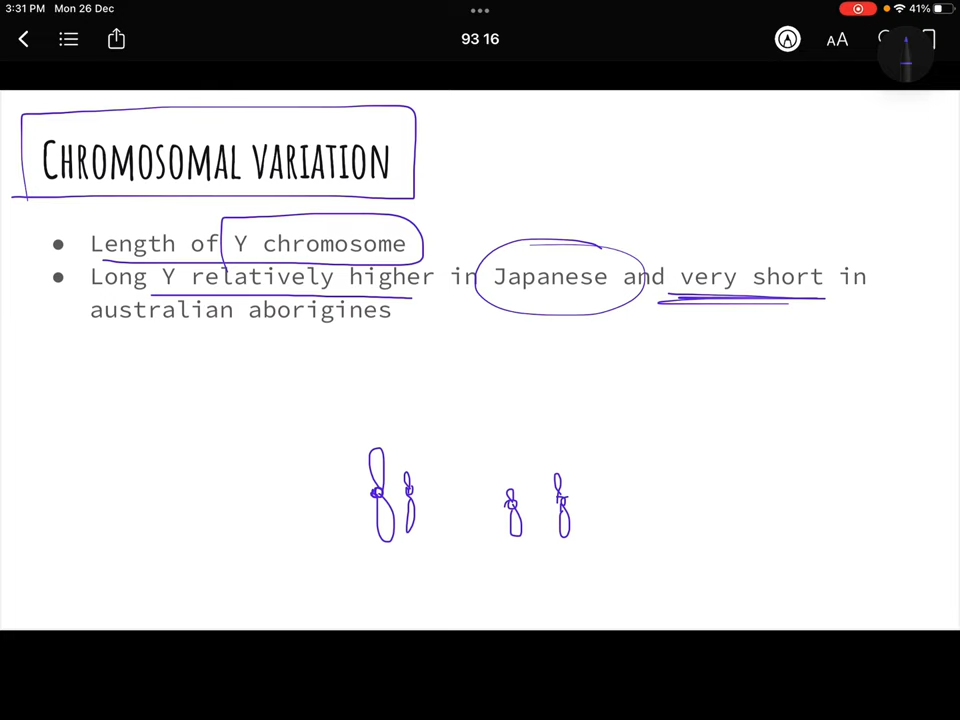 3:31 PM Mon 26 Dec
41%
93 16
AA
CHROMOSOMAL VARIATION
● Length of Y chromosome
● Long Y relatively higher in Japanese and very short in
australian aborigines